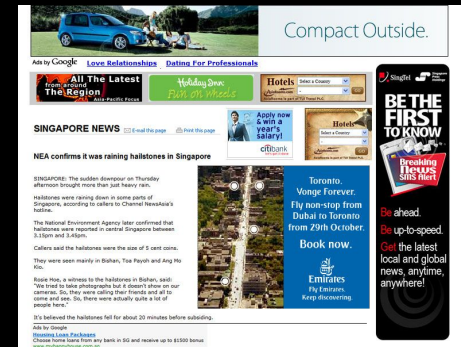 Compact Outside.
Ads by Google Love Relationships Dating For Professionals
All The Latest
from around
The Region
Asia-Pacific Focus
Holiday Inn
Fun on wheels
Hotels
Select a Country
SingTel
BE THE
FIRST
TO KNOW
Breaking
News
SMS Alert
Be ahead.
Be up-to-speed.
Get the latest
local and global
news, anytime,
anywhere!
SINGAPORE NEWS E-mail this page Print this page
Apply now
& win a
year's
salary!
citibank
Hotels
Select a Country
NEA confirms it was raining hailstones in Singapore
SINGAPORE: The sudden downpour on Thursday
afternoon brought more than just heavy rain.
Hailstones were raining down in some parts of
Singapore, according to callers to Channel NewsAsia's
hotline.
The National Environment Agency later confirmed that
hailstones were reported in central Singapore between
3.15pm and 3.45pm.
Callers said the hailstones were the size of 5 cent coins.
They were seen mainly in Bishan, Toa Payoh and Ang Mo
Kio.
Rosie Hoe, a witness to the hailstones in Bishan, said:
"We tried to take photographs but it doesn't show on our
cameras. So, they were calling their friends and all to
come and see. So, there were actually quite a lot of
people here."
It's believed the hailstones fell for about 20 minutes before subsiding.
Toronto.
Vonge Forever.
Fly non-stop from
Dubai to Toronto
from 29th October.
Book now.
Emirates
Fly Emirates.
Keep discovering.
Ads by Google
Housing Loan Packages
Choose home loans from any bank in SG and receive up to $1500 bonus